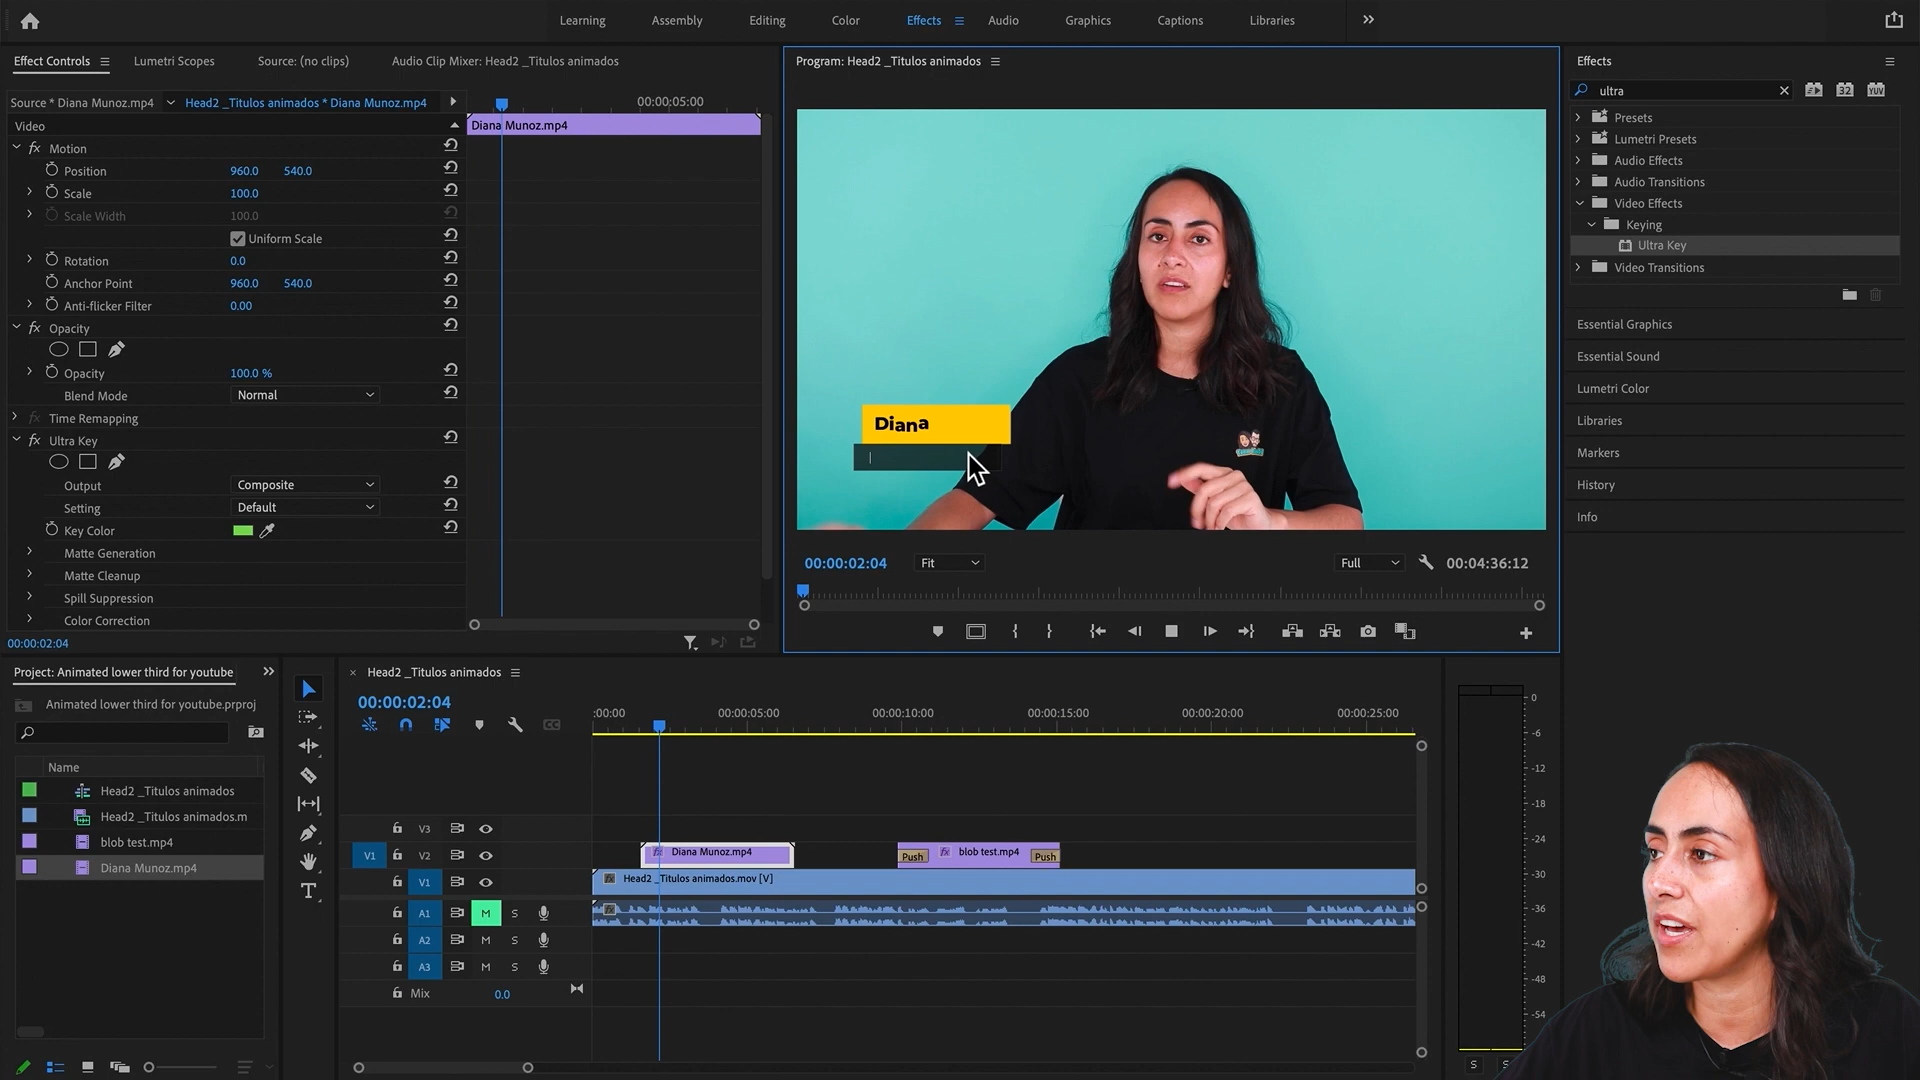 Learning
Assembly
Editing
Color
Effects
Audio
Graphics
Captions
Libraries
Effect Controls
Lumetri Scopes
Source: (no clips)
Audio Clip Mixer: Head2 _Titulos animados
Source * Diana Munoz.mp4
Head2 _Titulos animados * Diana Munoz.mp4
00:00:05:00
Video
Diana Munoz.mp4
fx Motion
Position 960.0 540.0
Scale 100.0
Scale Width 100.0
Uniform Scale
Rotation 0.0
Anchor Point 960.0 540.0
Anti-flicker Filter 0.00
fx Opacity
Opacity 100.0 %
Blend Mode Normal
fx Time Remapping
fx Ultra Key
Output Composite
Setting Default
Key Color
Matte Generation
Matte Cleanup
Spill Suppression
Color Correction
00:00:02:04
Program: Head2 _Titulos animados
Diana
00:00:02:04
Fit
Full
00:04:36:12
Effects
ultra
32
YUV
Presets
Lumetri Presets
Audio Effects
Audio Transitions
Video Effects
Keying
Ultra Key
Video Transitions
Essential Graphics
Essential Sound
Lumetri Color
Libraries
Markers
History
Info
Project: Animated lower third for youtube
Animated lower third for youtube.prproj
Name
Head2 _Titulos animados
Head2 _Titulos animados.m
blob test.mp4
Diana Munoz.mp4
Head2 _Titulos animados
00:00:02:04
CC
:00:00
00:00:05:00
00:00:10:00
00:00:15:00
00:00:20:00
00:00:25:00
V3
V1 V2
fx Diana Munoz.mp4
Push fx blob test.mp4 Push
V1
fx Head2 _Titulos animados.mov [V]
A1 M S
A2 M S
A3 M S
Mix 0.0
0
-6
-12
-18
-24
-30
-36
-42
-48
-54
S S